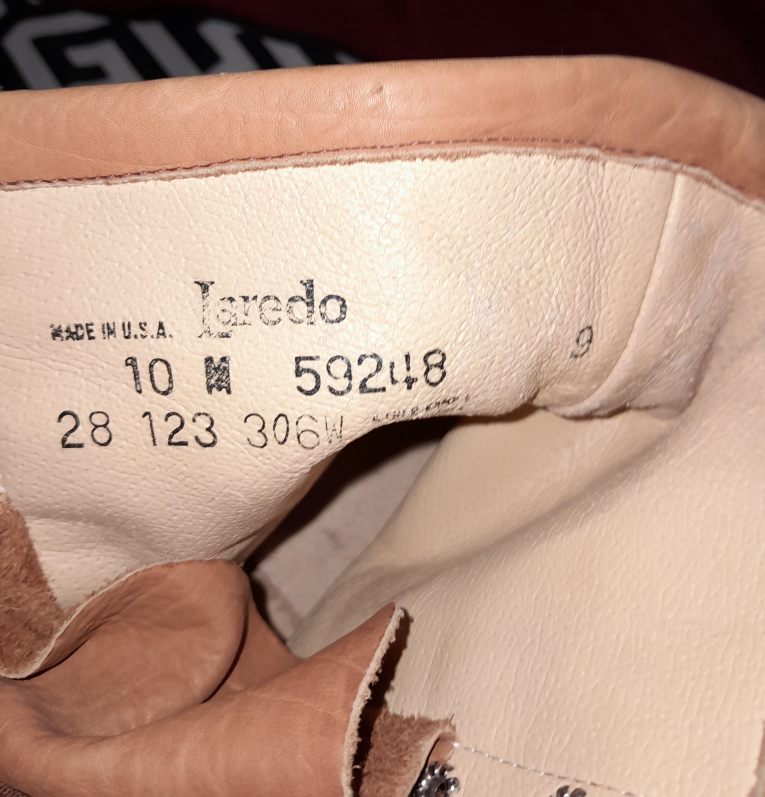 Laredo
MADE IN U.S.A.
10 M 59248
9
28 123 306W